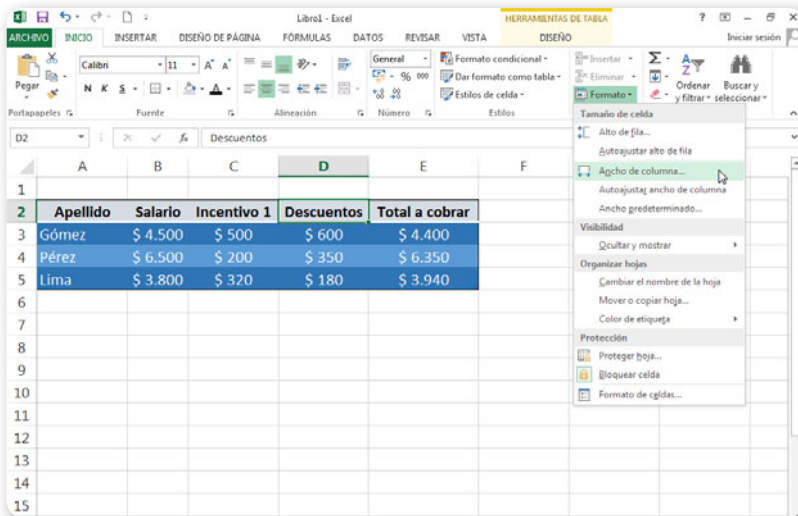 Libro1 - Excel
HERRAMIENTAS DE TABLA
ARCHIVO INICIO INSERTAR DISEÑO DE PÁGINA FÓRMULAS DATOS REVISAR VISTA DISEÑO Iniciar sesión
Pegar
Calibri 11
N K S
General
% 000
Formato condicional
Dar formato como tabla
Estilos de celda
Insertar
Eliminar
Formato
Ordenar y filtrar
Buscar y seleccionar
Portapapeles Fuente Alineación Número Estilos
D2 fx Descuentos
A B C D E F
1
2 Apellido Salario Incentivo 1 Descuentos Total a cobrar
3 Gómez $ 4.500 $ 500 $ 600 $ 4.400
4 Pérez $ 6.500 $ 200 $ 350 $ 6.350
5 Lima $ 3.800 $ 320 $ 180 $ 3.940
6
7
8
9
10
11
12
13
14
15
Tamaño de celda
Alto de fila...
Autoajustar alto de fila
Ancho de columna...
Autoajustar ancho de columna
Ancho predeterminado...
Visibilidad
Ocultar y mostrar
Organizar hojas
Cambiar el nombre de la hoja
Mover o copiar hoja...
Color de etiqueta
Protección
Proteger hoja...
Bloquear celda
Formato de celdas...